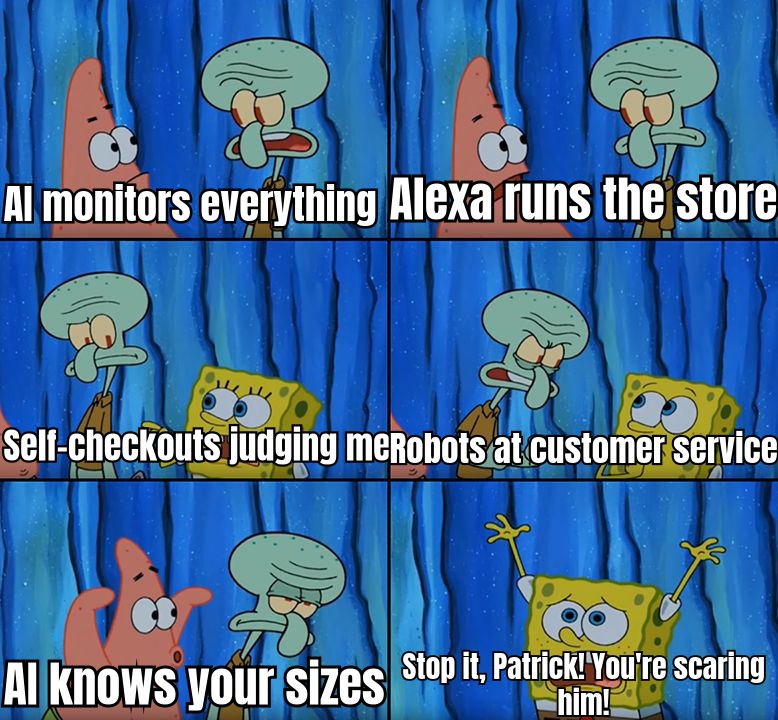 AI monitors everything
Alexa runs the store
Self-checkouts judging me
Robots at customer service
AI knows your sizes
Stop it, Patrick! You're scaring
him!